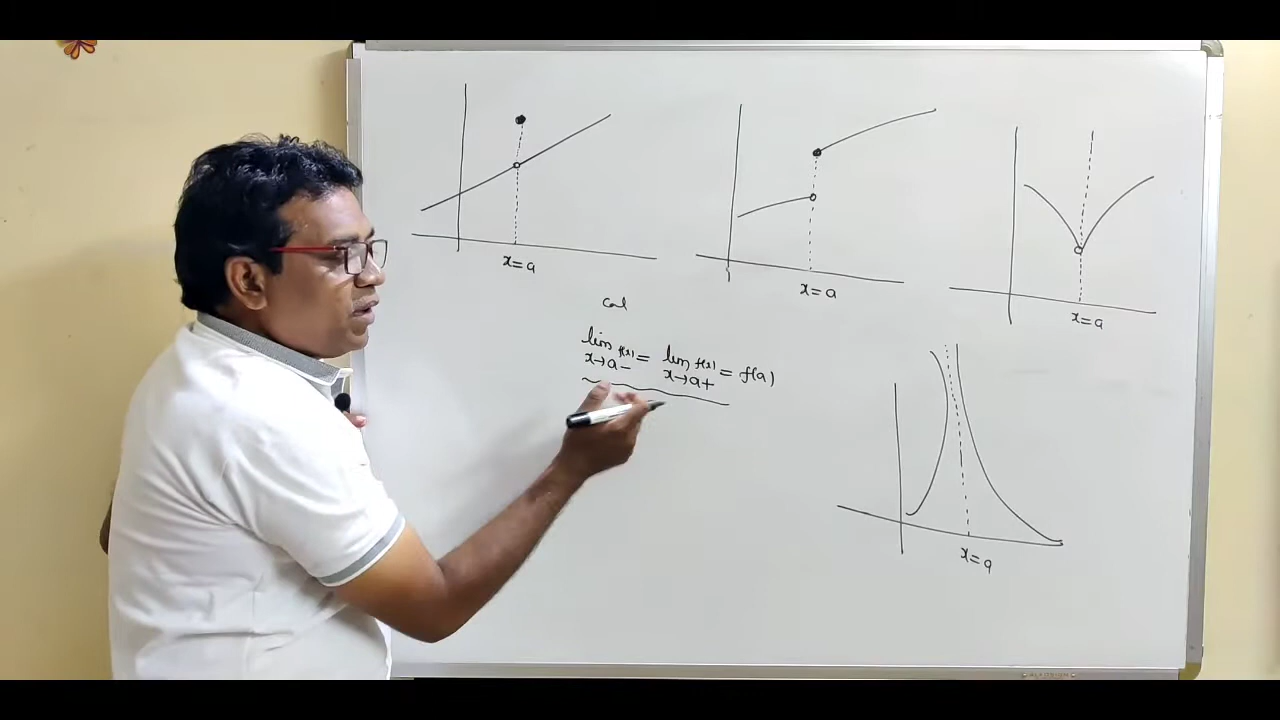 x=a
x=a
x=a
lim f(x) = lim f(x) = f(a)
x→a- x→a+
x=a